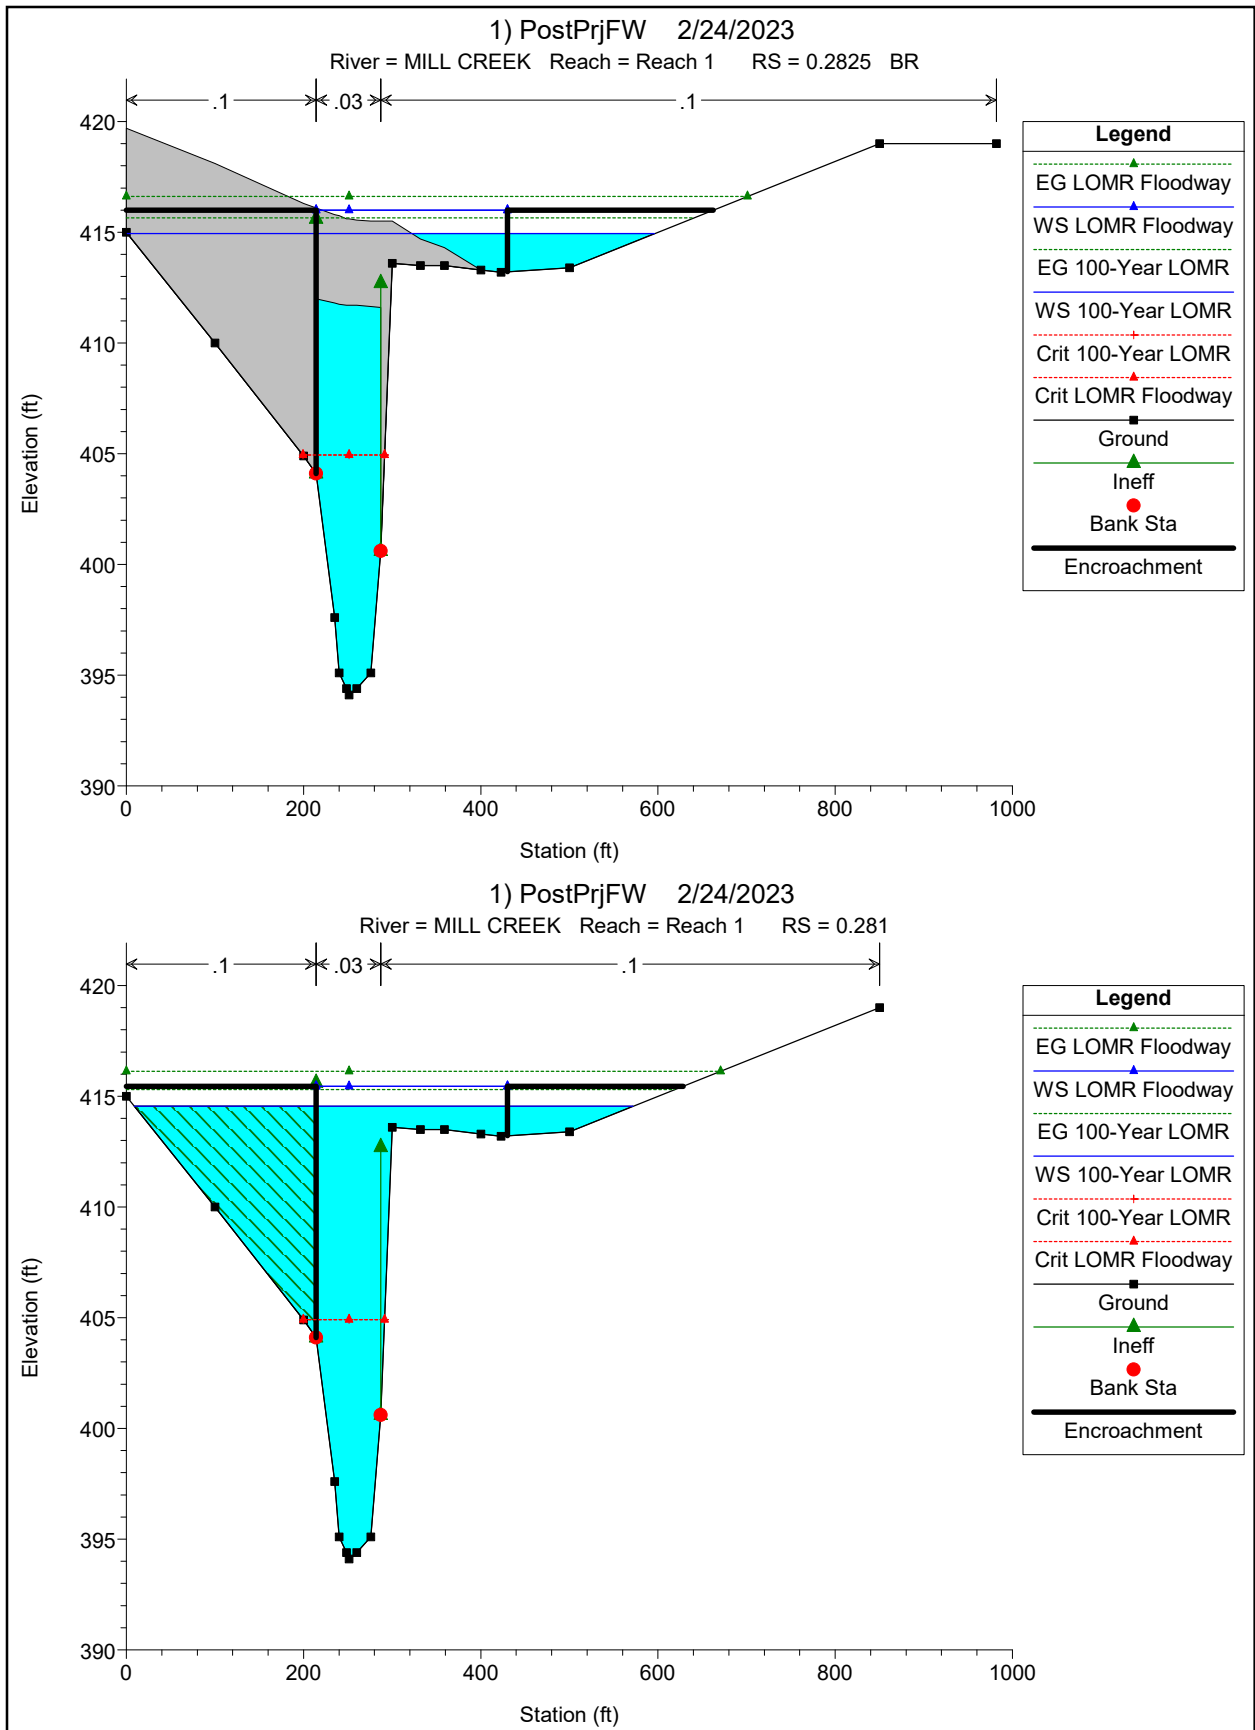 1) PostPrjFW 2/24/2023
River = MILL CREEK Reach = Reach 1 RS = 0.2825 BR
.1 .03 .1
420
415
410
405
400
395
390
Elevation (ft)
0 200 400 600 800 1000
Station (ft)
Legend
EG LOMR Floodway
WS LOMR Floodway
EG 100-Year LOMR
WS 100-Year LOMR
Crit 100-Year LOMR
Crit LOMR Floodway
Ground
Ineff
Bank Sta
Encroachment
1) PostPrjFW 2/24/2023
River = MILL CREEK Reach = Reach 1 RS = 0.281
.1 .03 .1
420
415
410
405
400
395
390
Elevation (ft)
0 200 400 600 800 1000
Station (ft)
Legend
EG LOMR Floodway
WS LOMR Floodway
EG 100-Year LOMR
WS 100-Year LOMR
Crit 100-Year LOMR
Crit LOMR Floodway
Ground
Ineff
Bank Sta
Encroachment